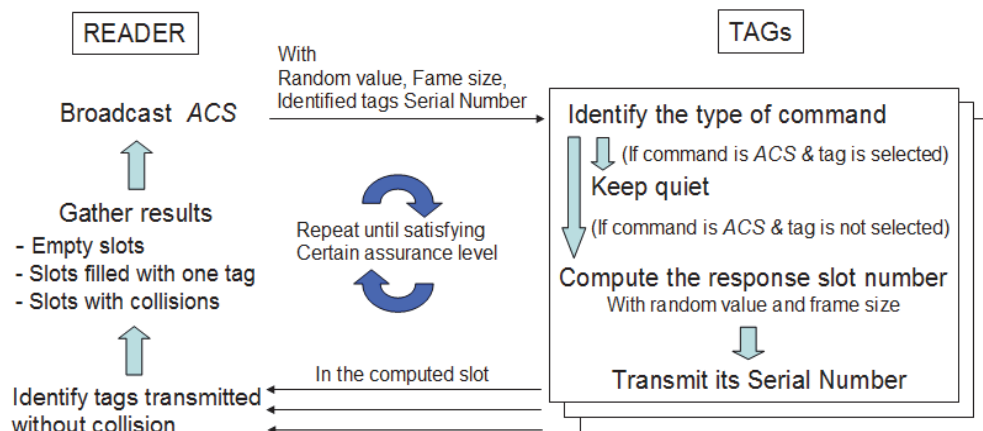 READER
TAGs
With
Random value, Fame size,
Identified tags Serial Number
Broadcast ACS
Identify the type of command
(If command is ACS & tag is selected)
Keep quiet
(If command is ACS & tag is not selected)
Gather results
- Empty slots
- Slots filled with one tag
- Slots with collisions
Repeat until satisfying
Certain assurance level
Compute the response slot number
With random value and frame size
In the computed slot
Transmit its Serial Number
Identify tags transmitted
without collision